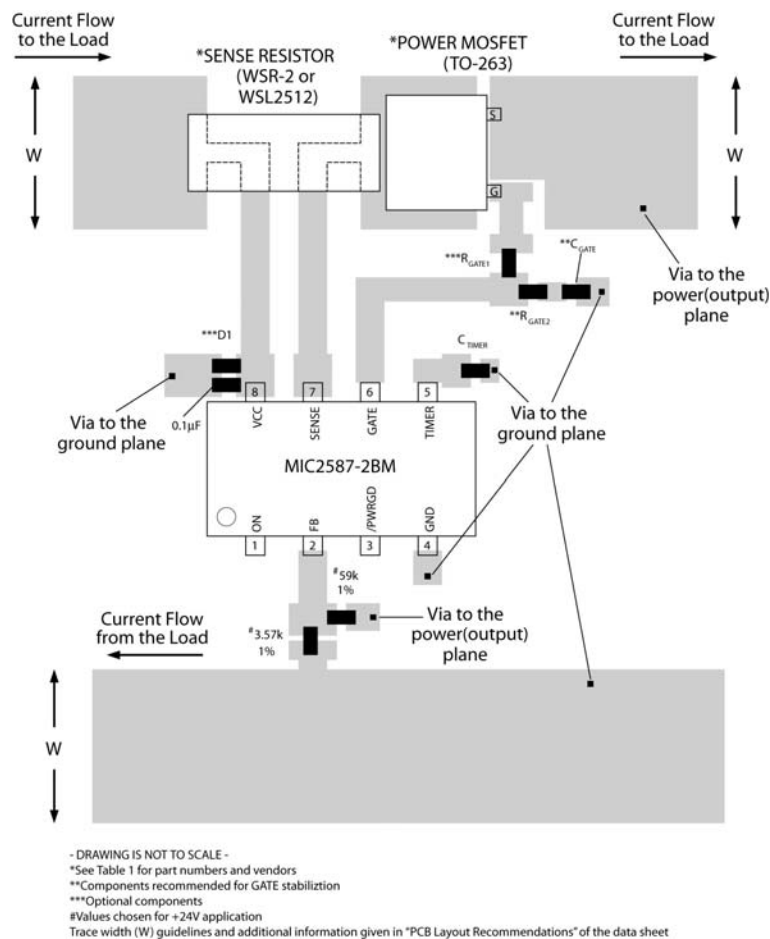 Current Flow
to the Load
*SENSE RESISTOR
(WSR-2 or
WSL2512)
*POWER MOSFET
(TO-263)
Current Flow
to the Load
W
S
G
W
***R GATE1
**C GATE
**R GATE2
Via to the
power(output)
plane
***D1
C TIMER
Via to the
ground plane
0.1µF
8
7
6
5
VCC
SENSE
GATE
TIMER
Via to the
ground plane
MIC2587-2BM
ON
FB
/PWRGD
GND
1
2
3
4
#59k
1%
Current Flow
from the Load
#3.57k
1%
Via to the
power(output)
plane
W
- DRAWING IS NOT TO SCALE -
*See Table 1 for part numbers and vendors
**Components recommended for GATE stabiliztion
***Optional components
#Values chosen for +24V application
Trace width (W) guidelines and additional information given in "PCB Layout Recommendations" of the data sheet